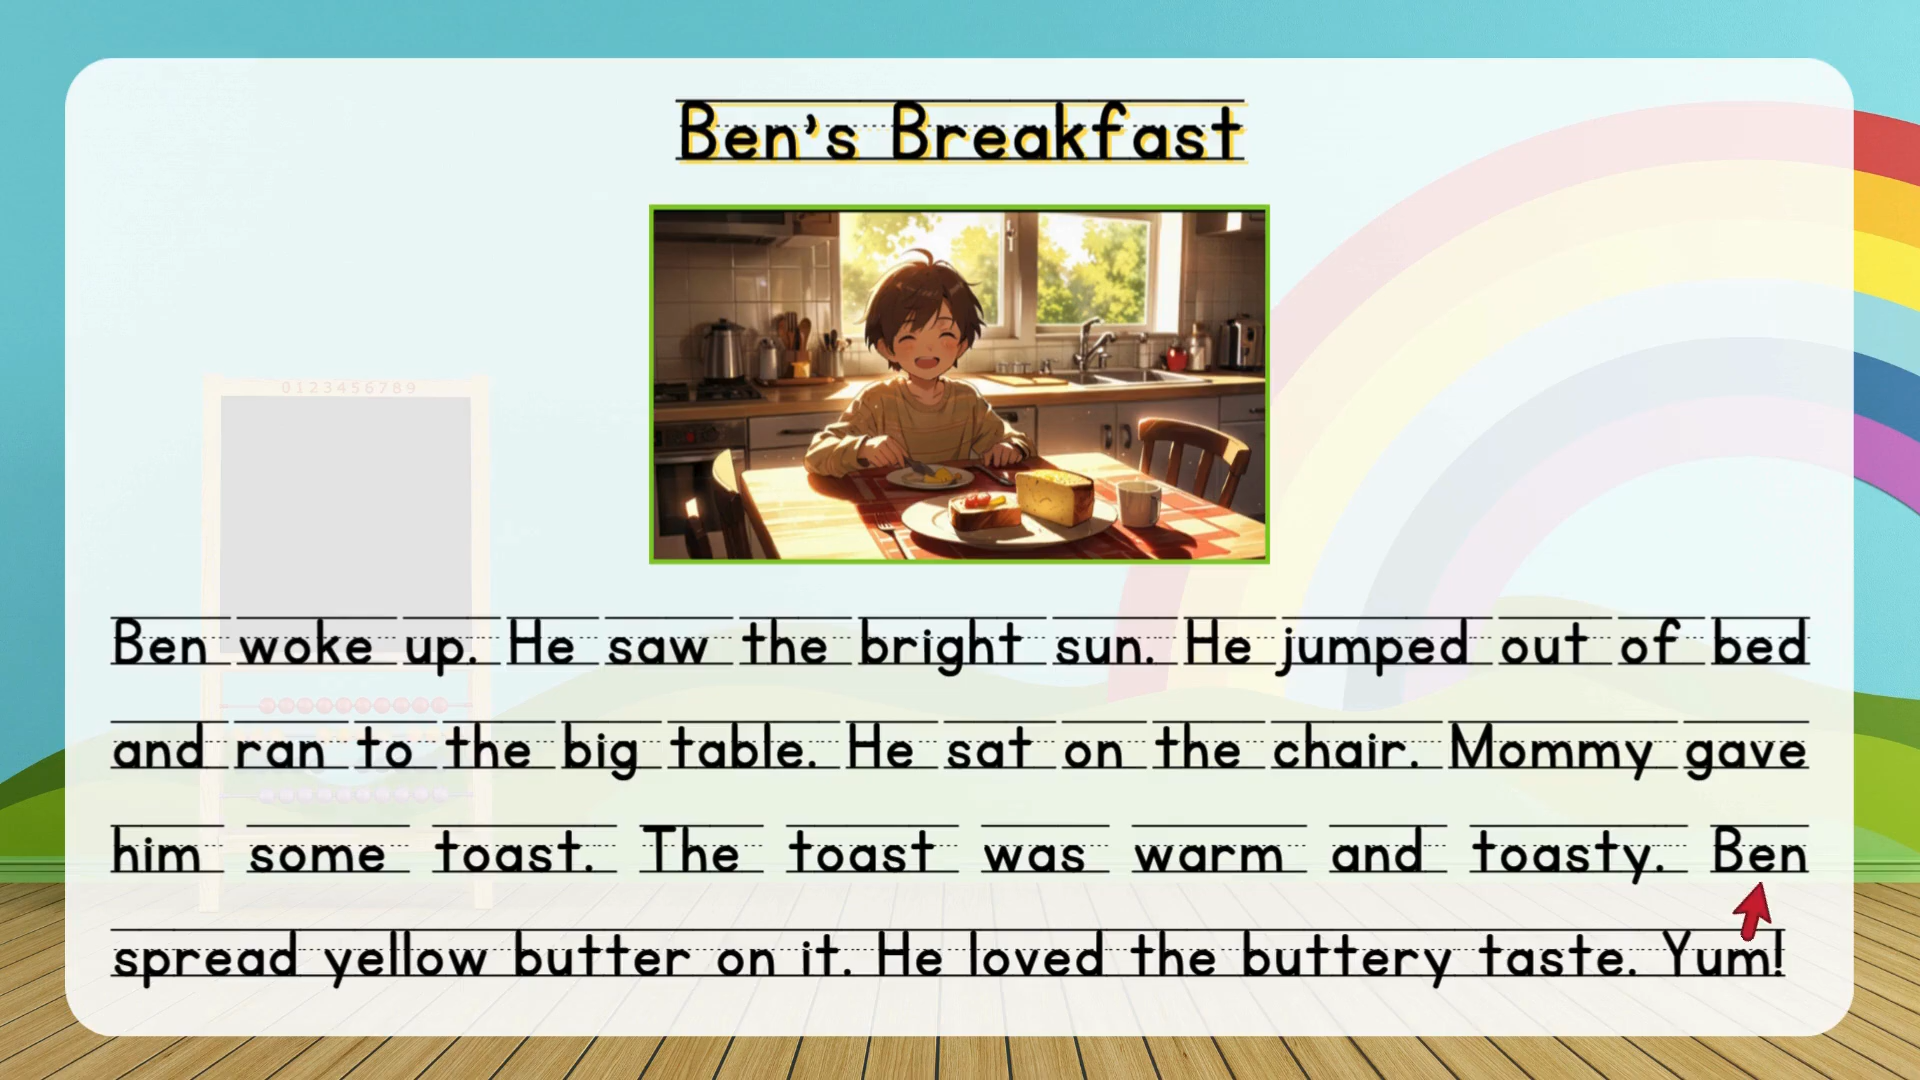 Ben's Breakfast
0123456789
Ben woke up. He saw the bright sun. He jumped out of bed
and ran to the big table. He sat on the chair. Mommy gave
him some toast. The toast was warm and toasty. Ben
spread yellow butter on it. He loved the buttery taste. Yum!